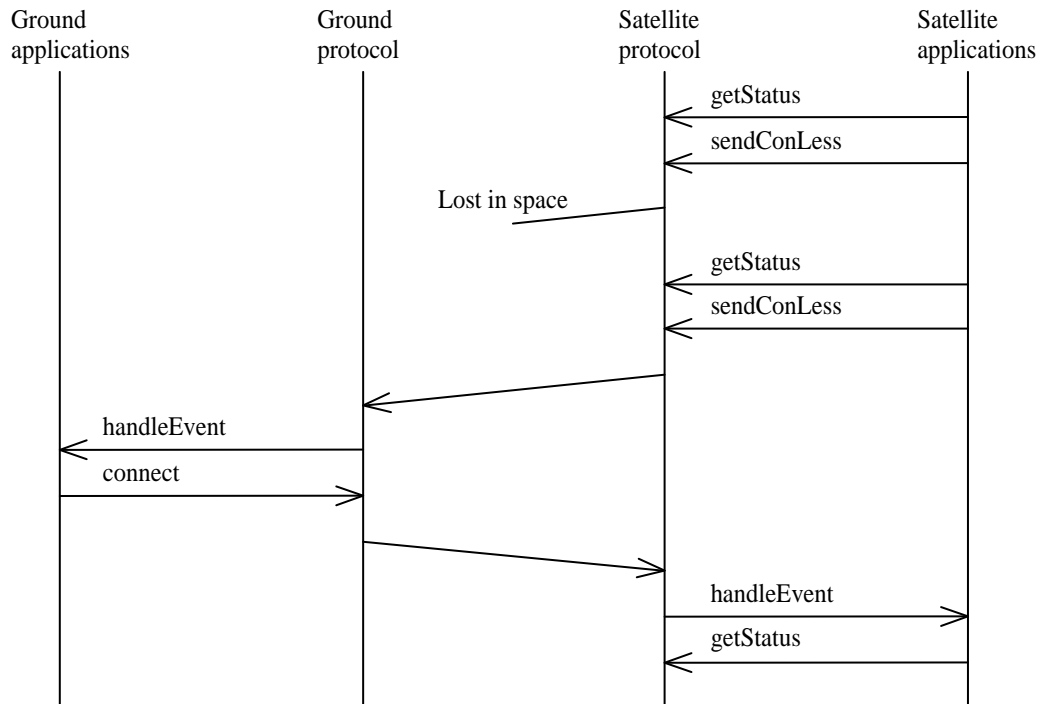 Ground
applications
Ground
protocol
Satellite
protocol
Satellite
applications
getStatus
sendConLess
Lost in space
getStatus
sendConLess
handleEvent
connect
handleEvent
getStatus